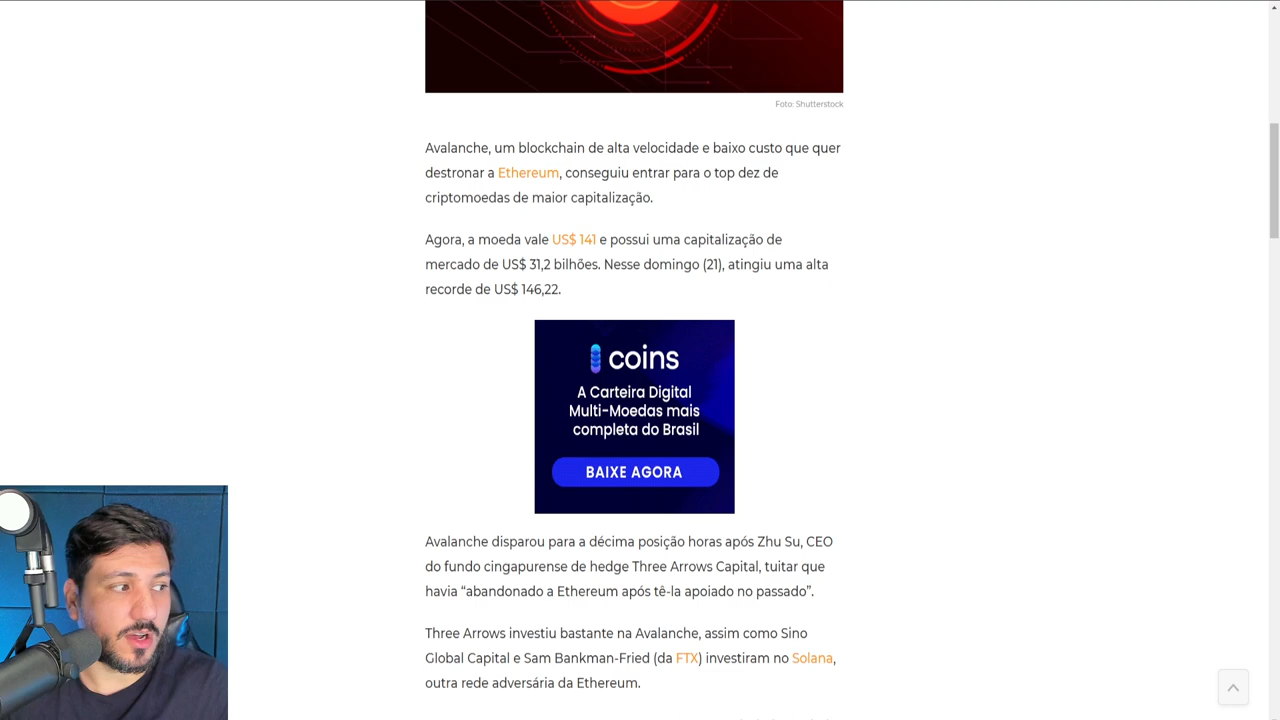 Foto: Shutterstock
Avalanche, um blockchain de alta velocidade e baixo custo que quer
destronar a Ethereum, conseguiu entrar para o top dez de
criptomoedas de maior capitalização.
Agora, a moeda vale US$ 141 e possui uma capitalização de
mercado de US$ 31,2 bilhões. Nesse domingo (21), atingiu uma alta
recorde de US$ 146,22.
coins
A Carteira Digital
Multi-Moedas mais
completa do Brasil
BAIXE AGORA
Avalanche disparou para a décima posição horas após Zhu Su, CEO
do fundo cingapurense de hedge Three Arrows Capital, tuitar que
havia “abandonado a Ethereum após tê-la apoiado no passado”.
Three Arrows investiu bastante na Avalanche, assim como Sino
Global Capital e Sam Bankman-Fried (da FTX) investiram no Solana,
outra rede adversária da Ethereum.